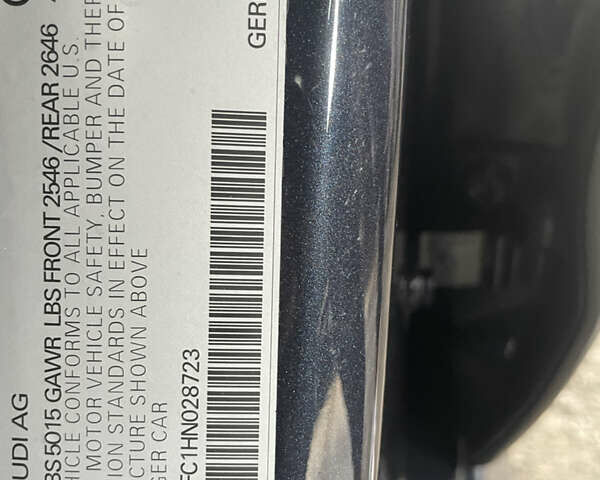 UDI AG
BS 5015 GAWR LBS FRONT 2546 /REAR 2646
HICLE CONFORMS TO ALL APPLICABLE U.S.
MOTOR VEHICLE SAFETY, BUMPER AND THEF
ION STANDARDS IN EFFECT ON THE DATE OF
CTURE SHOWN ABOVE
GER CAR
FC1HN028723
GER